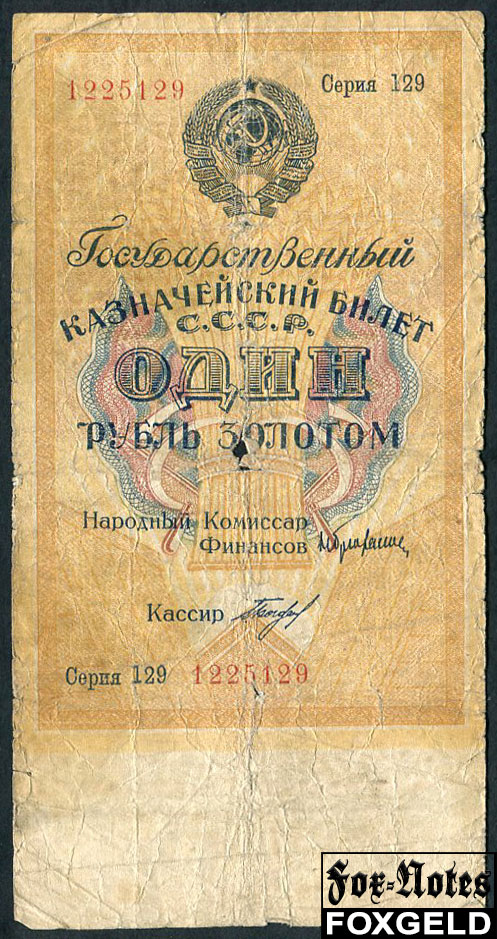 1225129 Серия 129
Государственный
КАЗНАЧЕЙСКИЙ БИЛЕТ
С.С.С.Р.
ОДИН
РУБЛЬ ЗОЛОТОМ
Народный Комиссар
Финансов
Кассир
Серия 129 1225129
Fox-Notes
FOXGELD